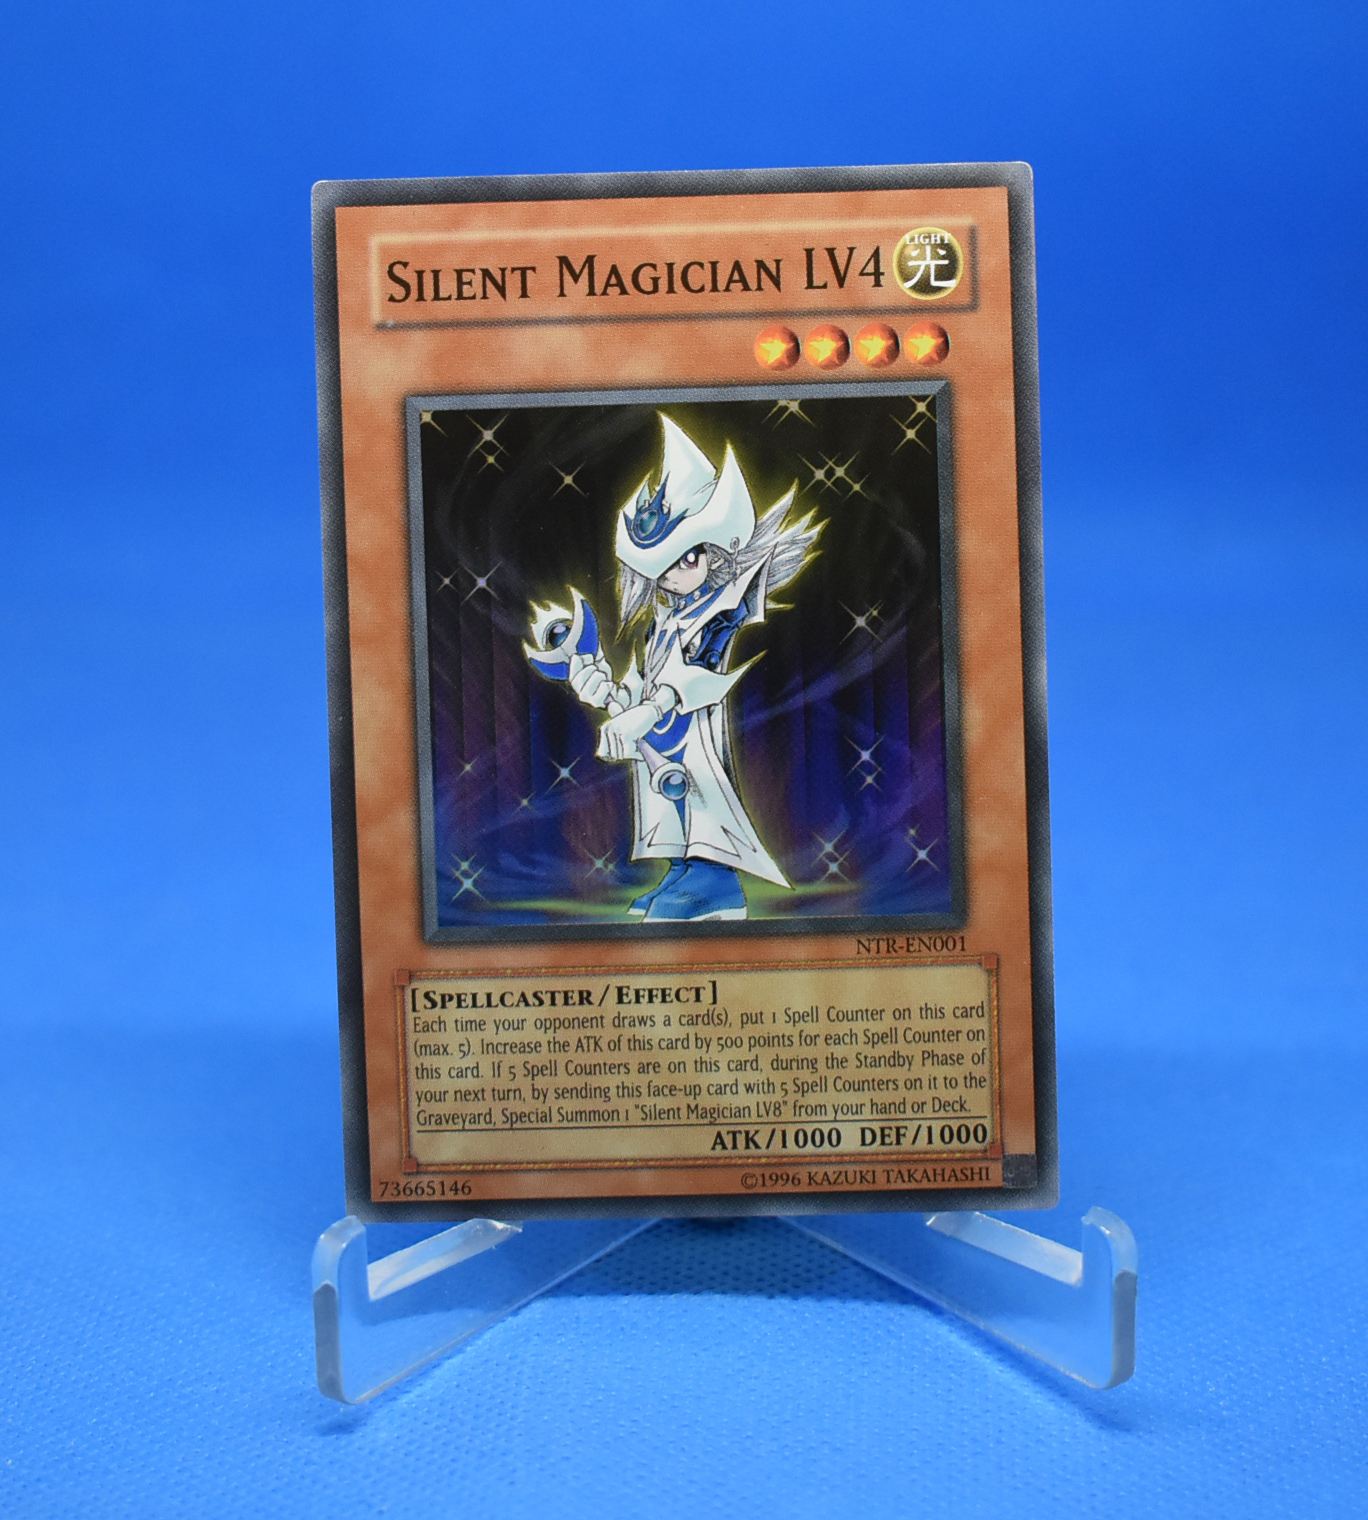 SILENT MAGICIAN LV4
LIGHT
光
NTR-EN001
[SPELLCASTER/EFFECT]
Each time your opponent draws a card(s), put 1 Spell Counter on this card
(max. 5). Increase the ATK of this card by 500 points for each Spell Counter on
this card. If 5 Spell Counters are on this card, during the Standby Phase of
your next turn, by sending this face-up card with 5 Spell Counters on it to the
Graveyard, Special Summon 1 "Silent Magician LV8" from your hand or Deck.
ATK/1000 DEF/1000
73665146
©1996 KAZUKI TAKAHASHI